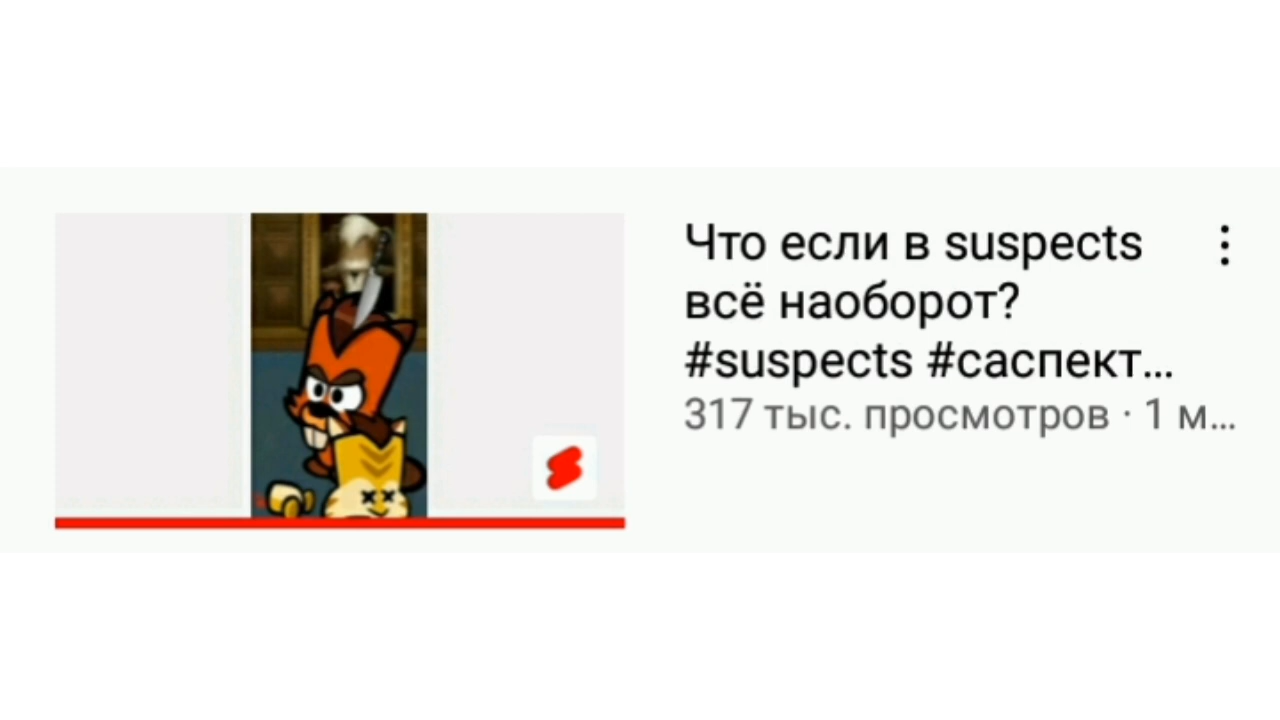 Что если в suspects
всё наоборот?
#suspects #саспект...
317 тыс. просмотров · 1 м...